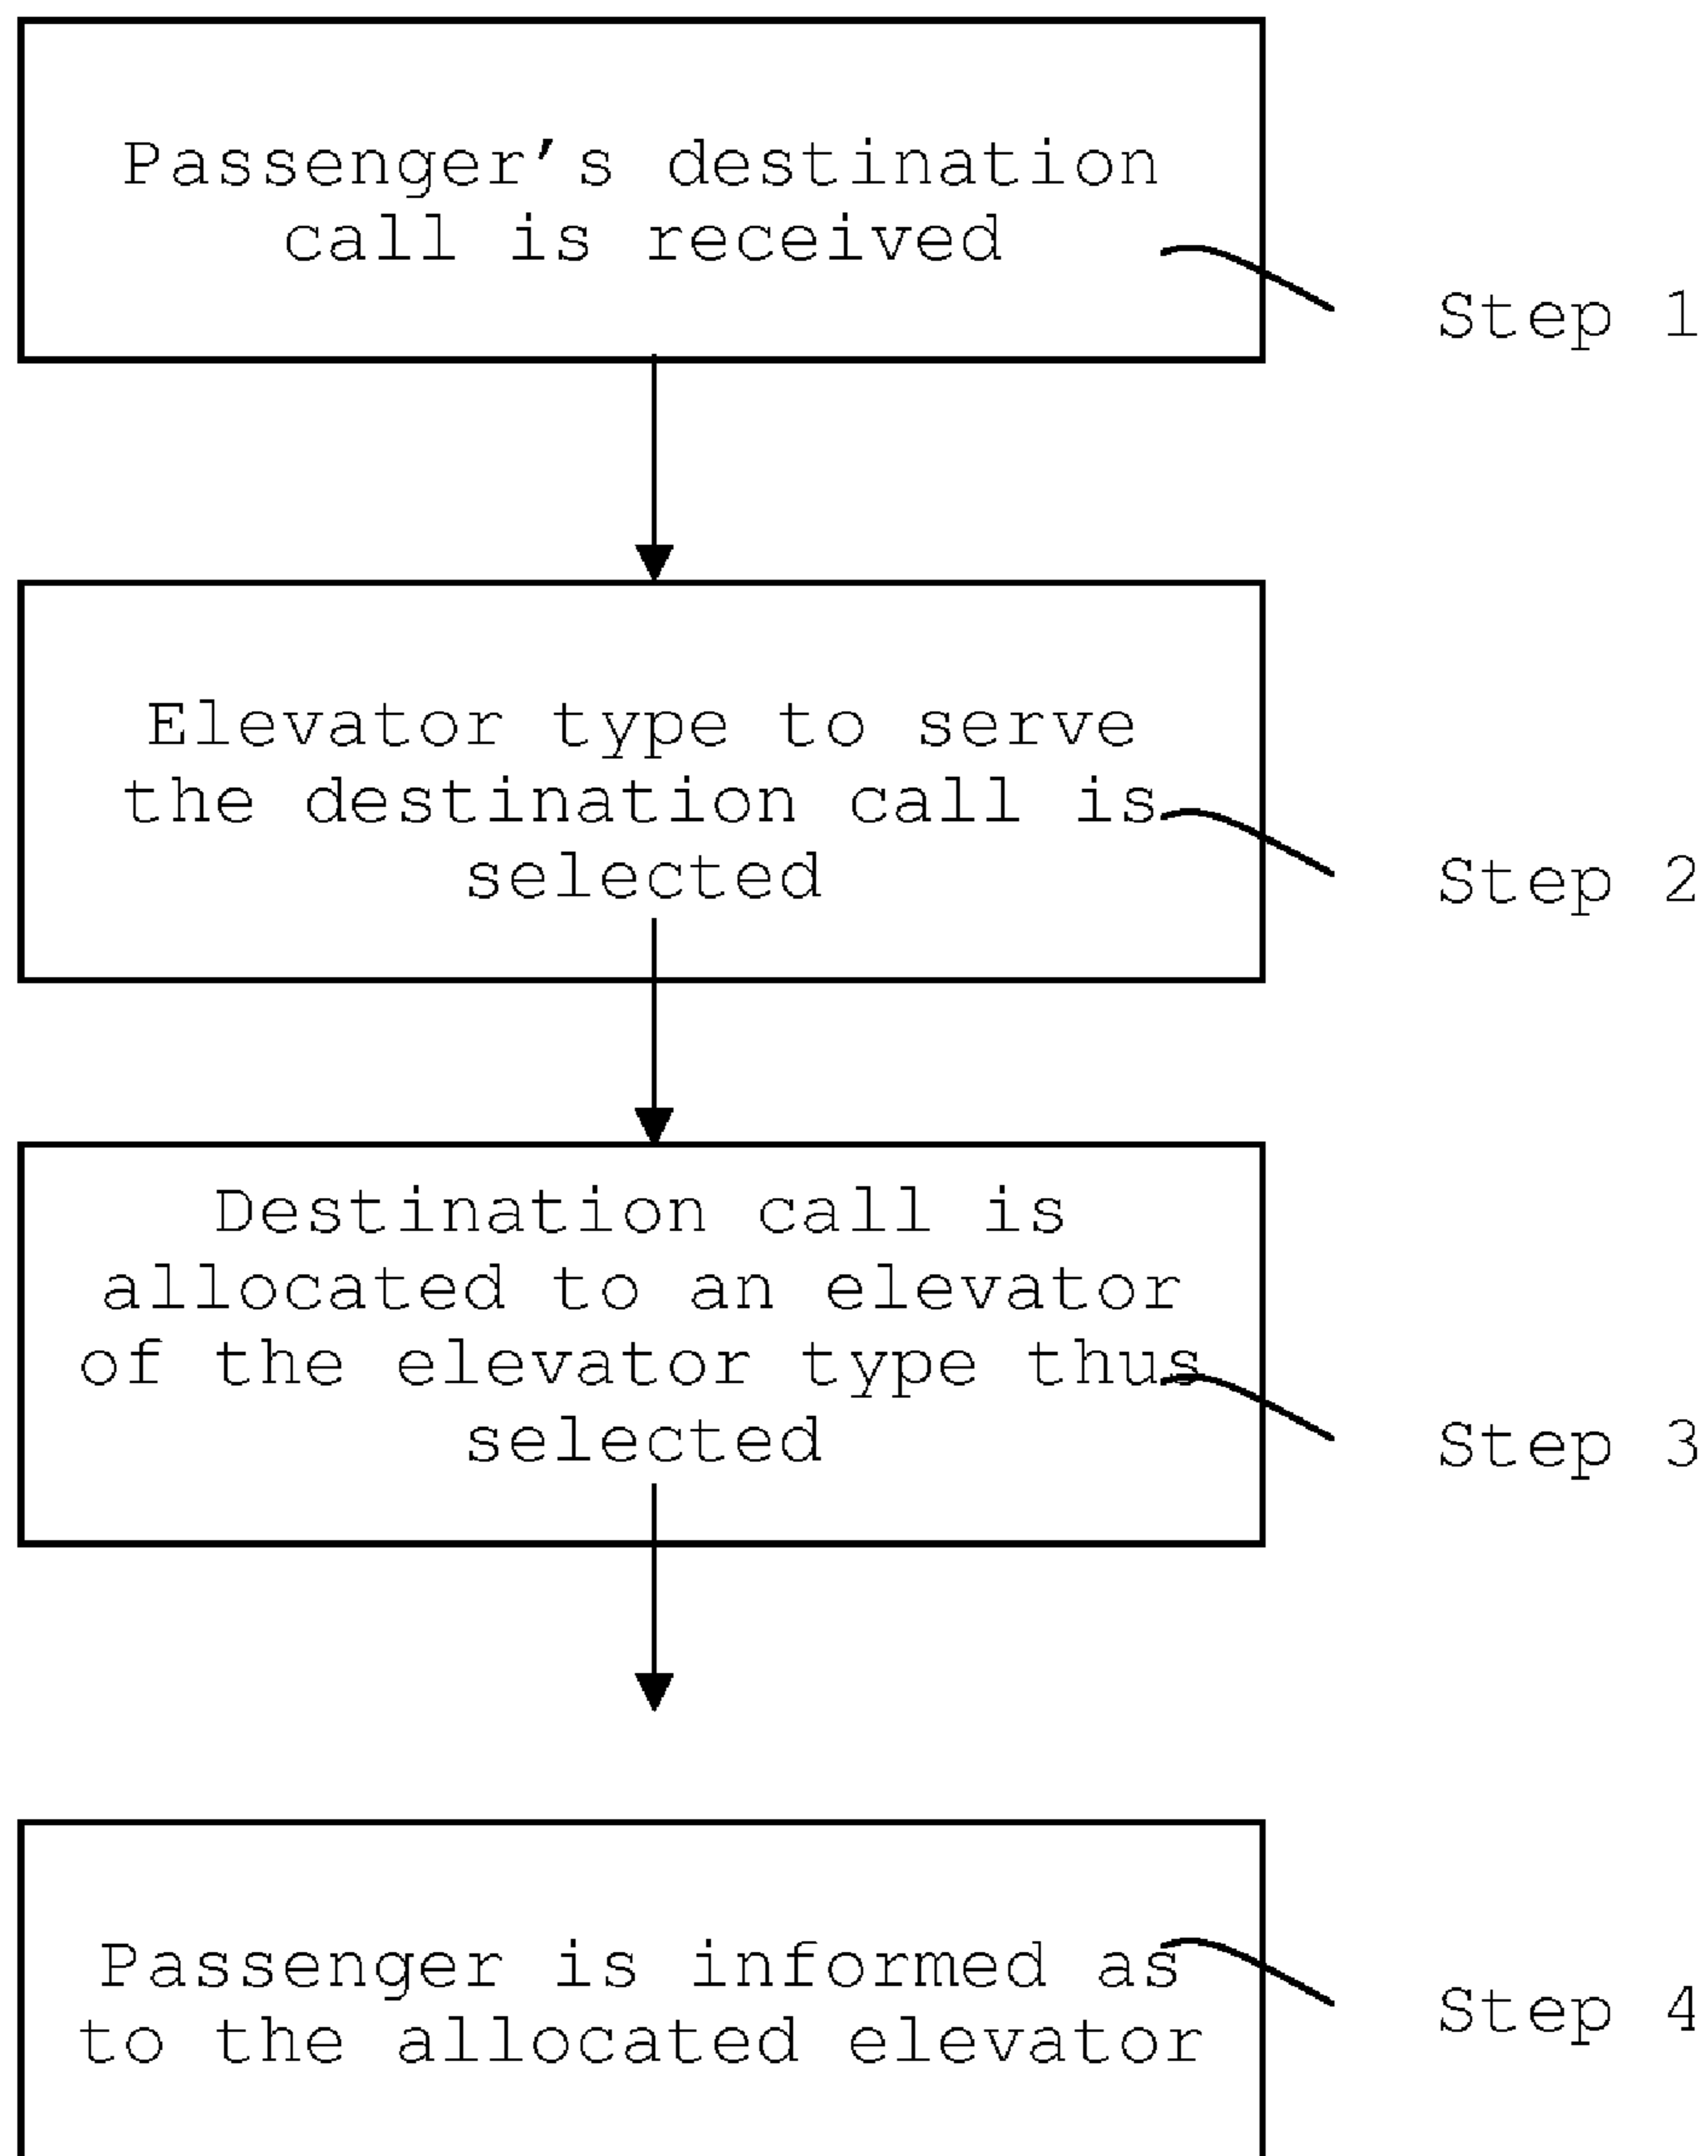 Passenger's destination
call is received
Step 1
Elevator type to serve
the destination call is
selected
Step 2
Destination call is
allocated to an elevator
of the elevator type thus
selected
Step 3
Passenger is informed as
to the allocated elevator
Step 4